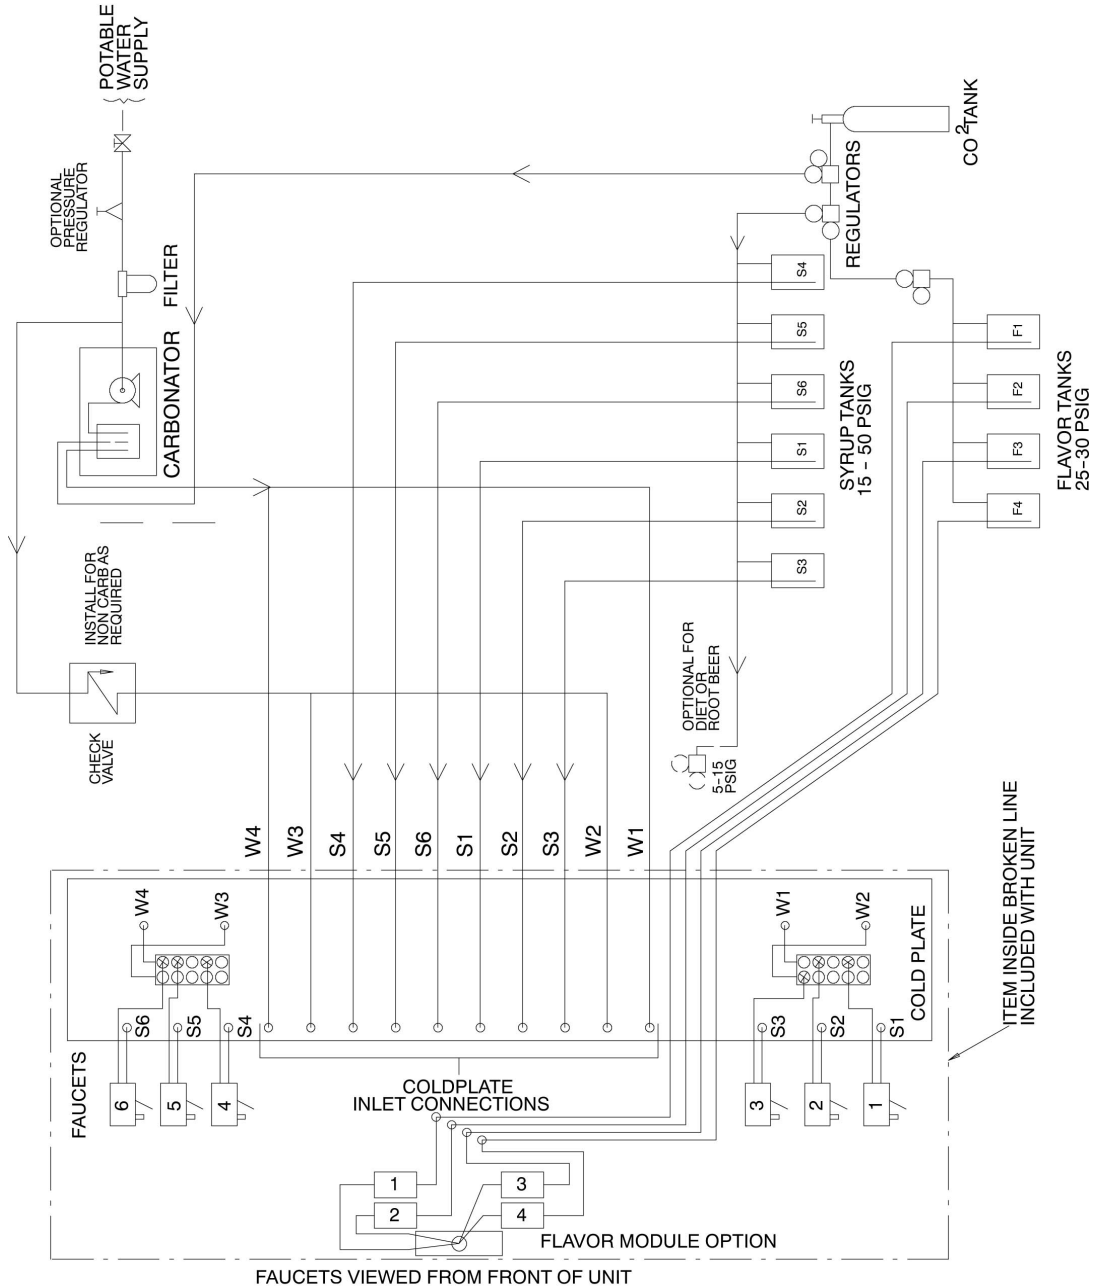 POTABLE
WATER
SUPPLY
OPTIONAL
PRESSURE
REGULATOR
FILTER
CARBONATOR
CO2 TANK
REGULATORS
S4
S5
S6
S1
S2
S3
SYRUP TANKS
15 - 50 PSIG
F1
F2
F3
F4
FLAVOR TANKS
25-30 PSIG
INSTALL FOR
NON CARB AS
REQUIRED
CHECK
VALVE
OPTIONAL FOR
DIET OR
ROOT BEER
5-15
PSIG
W4
W3
S4
S5
S6
S1
S2
S3
W2
W1
W4
W3
W1
W2
COLD PLATE
S6
S5
S4
S3
S2
S1
FAUCETS
6
5
4
3
2
1
COLDPLATE
INLET CONNECTIONS
ITEM INSIDE BROKEN LINE
INCLUDED WITH UNIT
1
2
3
4
FLAVOR MODULE OPTION
FAUCETS VIEWED FROM FRONT OF UNIT